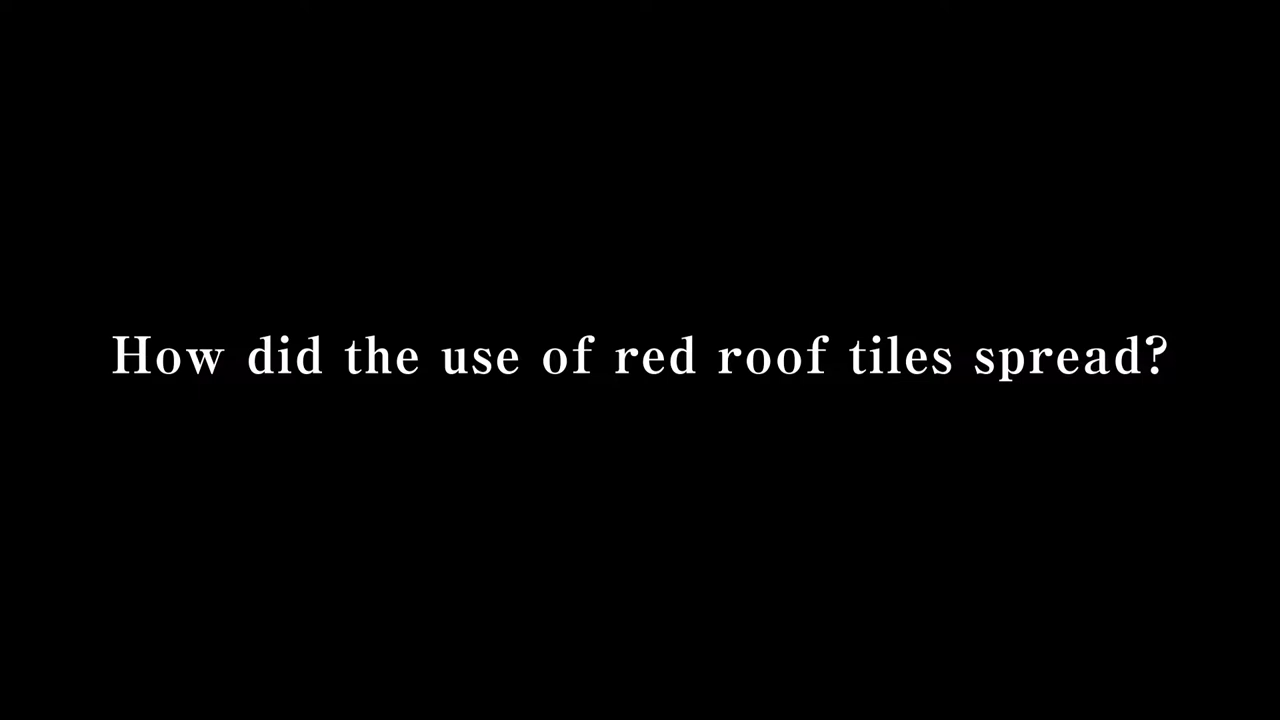 How did the use of red roof tiles spread?